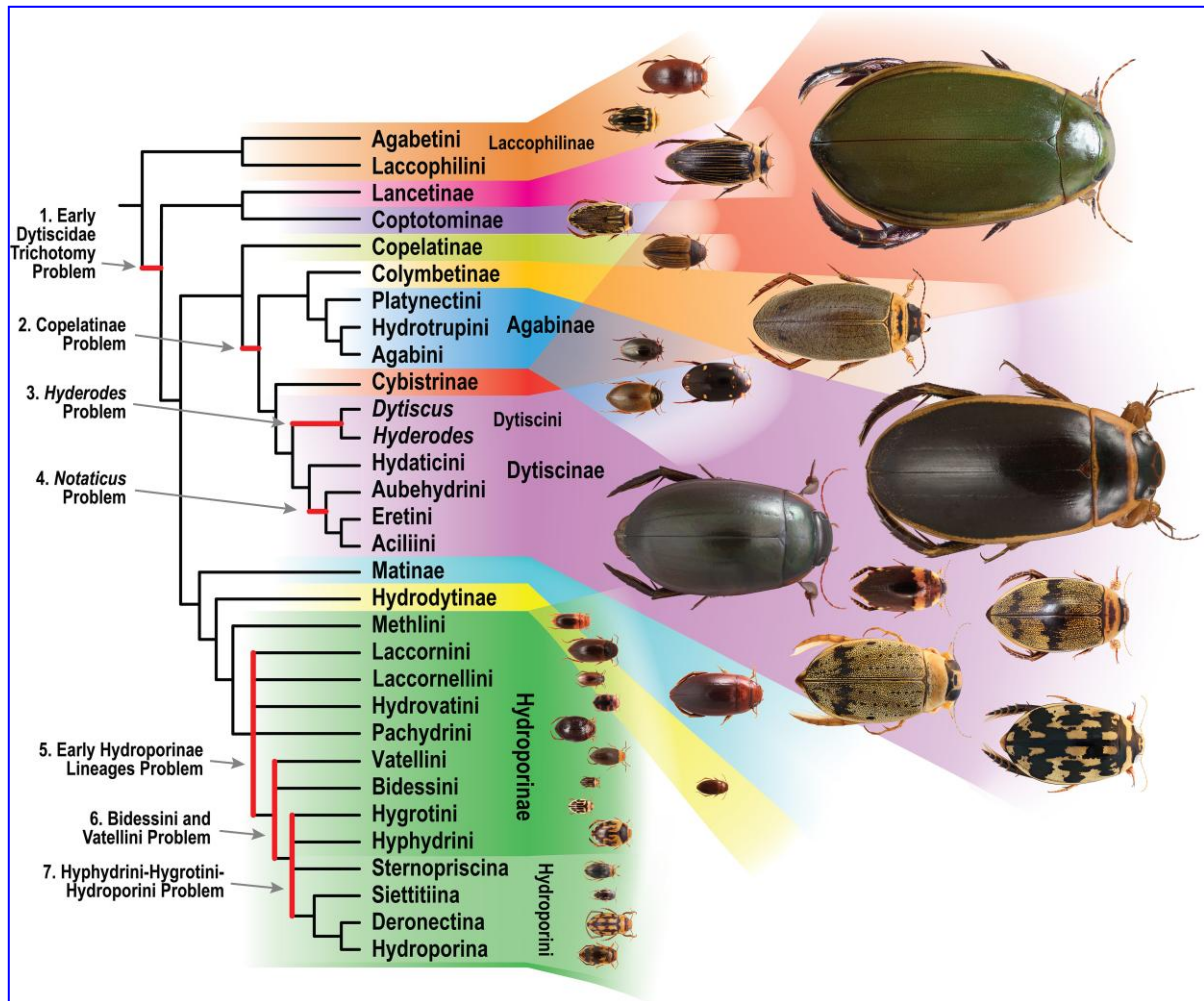 Agabetini
Laccophilinae
Laccophilini
Lancetinae
Coptotominae
1. Early
Dytiscidae
Trichotomy
Problem
Copelatinae
Colymbetinae
Platynectini
Agabinae
Hydrotrupini
2. Copelatinae
Problem
Agabini
Cybistrinae
3. Hyderodes
Problem
Dytiscus
Dytiscini
Hyderodes
Hydaticini
Dytiscinae
4. Notaticus
Problem
Aubehydrini
Eretini
Aciliini
Matinae
Hydrodytinae
Methlini
Laccornini
Laccornellini
Hydrovatini
Hydroporinae
Pachydrini
5. Early Hydroporinae
Lineages Problem
Vatellini
Bidessini
Hygrotini
6. Bidessini and
Vatellini Problem
Hyphydrini
Sternopriscina
7. Hyphydrini-Hygrotini-
Hydroporini Problem
Siettitiina
Hydroporini
Deronectina
Hydroporina